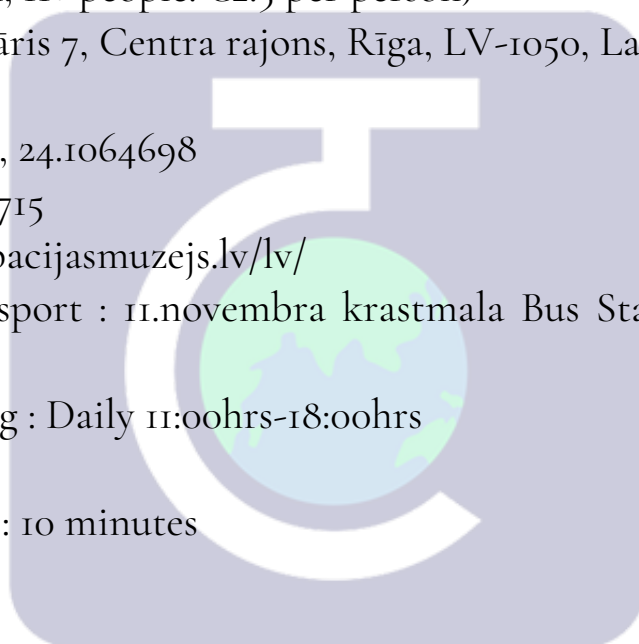 people. €2.5 per person)
āris 7, Centra rajons, Rīga, LV-1050, La
, 24.1064698
715
pacijasmuzejs.lv/lv/
sport : 11.novembra krastmala Bus Sta
g : Daily 11:00hrs-18:00hrs
: 10 minutes